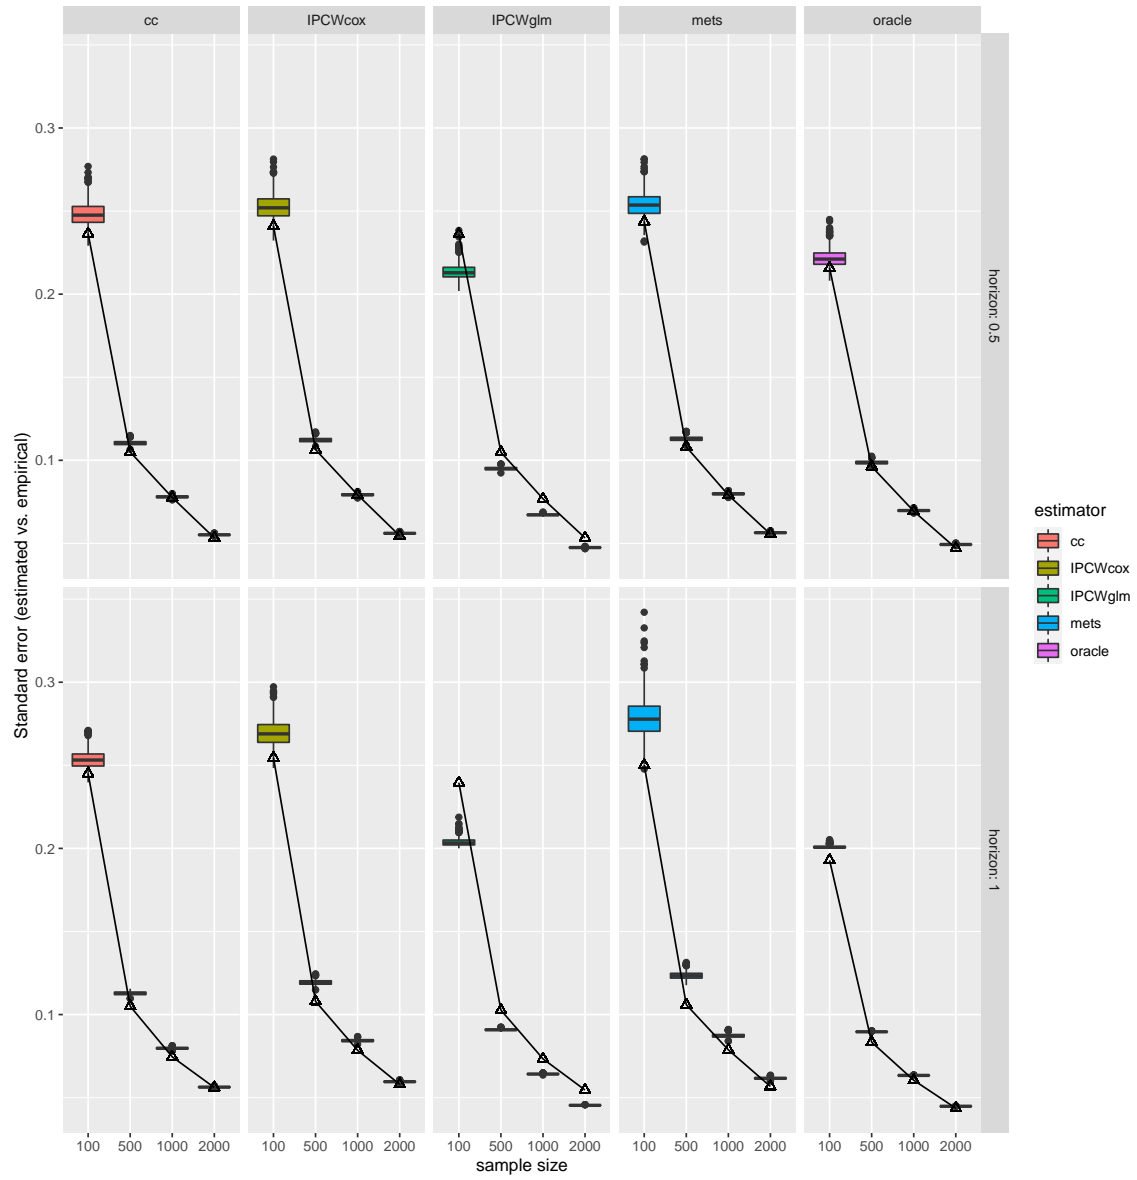 cc IPCWcox IPCWglm mets oracle
0.3
0.2
0.1
horizon: 0.5
0.3
0.2
0.1
horizon: 1
Standard error (estimated vs. empirical)
100 500 1000 2000 100 500 1000 2000 100 500 1000 2000 100 500 1000 2000 100 500 1000 2000
sample size
estimator
cc
IPCWcox
IPCWglm
mets
oracle